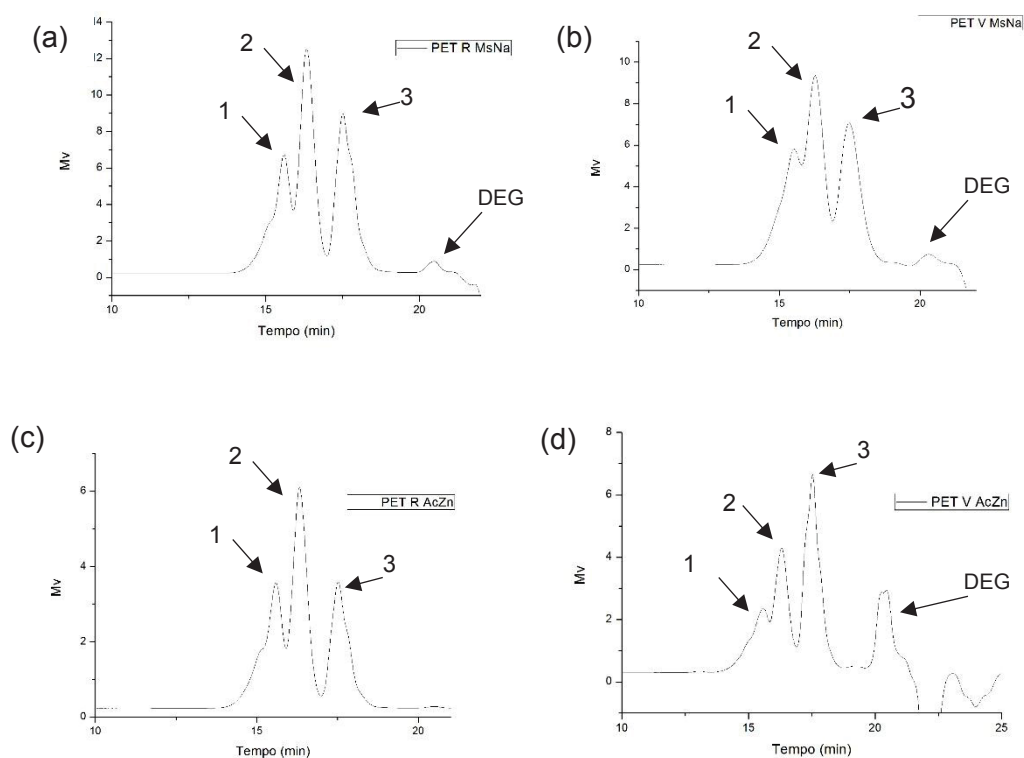 (a)
PET R MsNa
14
12
10
8
6
4
2
0
Mv
1
2
3
DEG
10
15
20
Tempo (min)
(b)
PET V MsNa
10
8
6
4
2
0
Mv
1
2
3
DEG
10
15
20
Tempo (min)
(c)
PET R AcZn
6
4
2
0
Mv
1
2
3
10
15
20
Tempo (min)
(d)
PET V AcZn
8
6
4
2
0
Mv
1
2
3
DEG
10
15
20
25
Tempo (min)